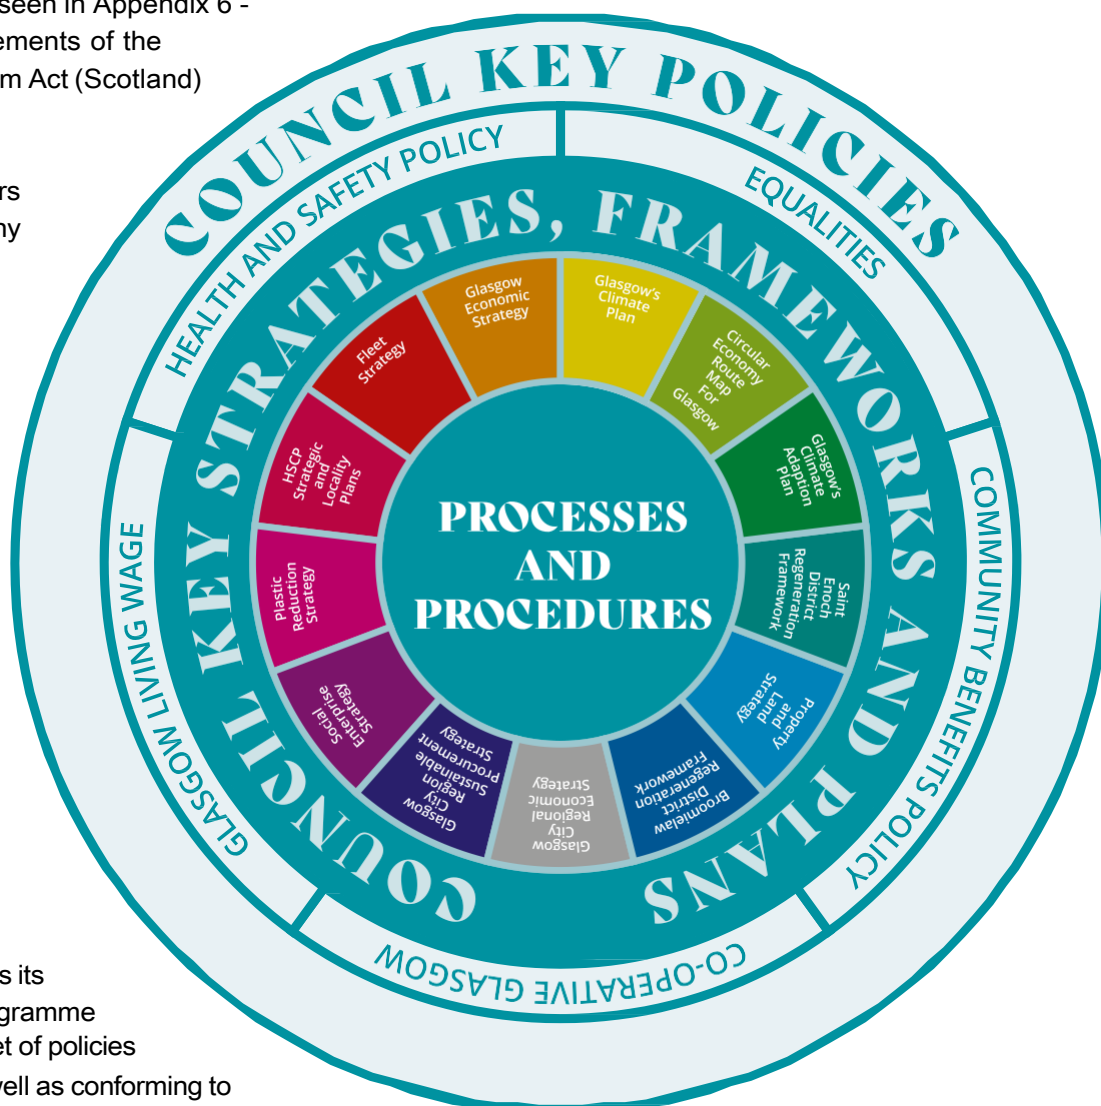 seen in Appendix 6 -
ements of the
m Act (Scotland)
rs
ny
COUNCIL KEY POLICIES
HEALTH AND SAFETY POLICY
EQUALITIES
COMMUNITY BENEFITS POLICY
CO-OPERATIVE GLASGOW
GLASGOW LIVING WAGE
COUNCIL KEY STRATEGIES, FRAMEWORKS AND PLANS
Glasgow's
Climate
Plan
Circular
Economy
Route
Map
For
Glasgow
Glasgow's
Climate
Adaption
Plan
Saint
Enoch
District
Regeneration
Framework
Property
and
Land
Strategy
Broomielaw
District
Regeneration
Framework
Glasgow
City
Regional
Economic
Strategy
Glasgow
City
Region
Sustainable
Procurement
Strategy
Social
Enterprise
Strategy
Plastic
Reduction
Strategy
HSCP
Strategic
and
Locality
Plans
Fleet
Strategy
Glasgow
Economic
Strategy
PROCESSES
AND
PROCEDURES
s its
gramme
et of policies
vell as conforming to